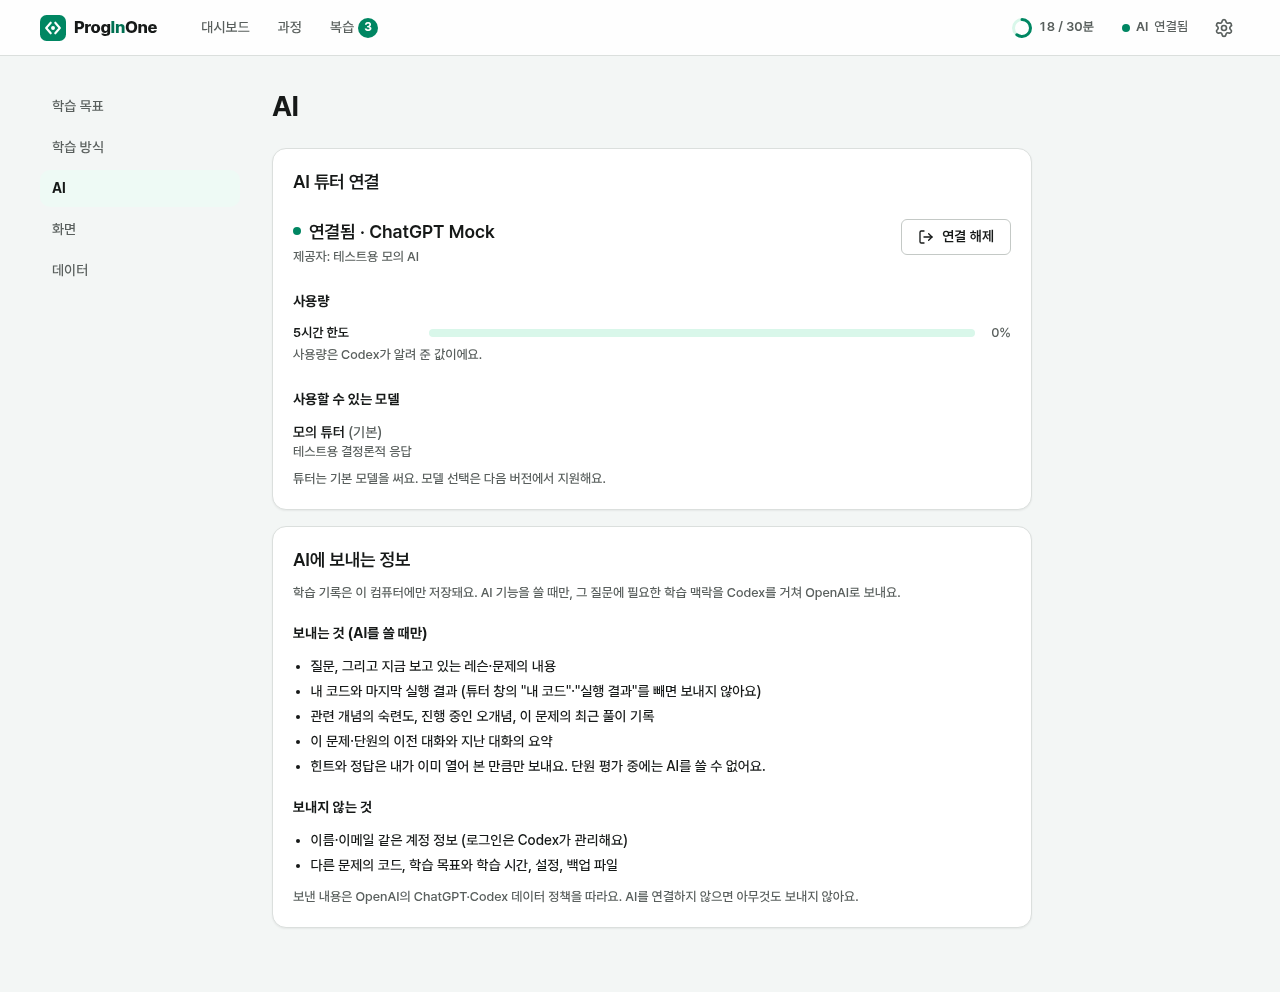 ProgInOne
대시보드
과정
복습 3
18 / 30분
AI 연결됨
학습 목표
학습 방식
AI
화면
데이터
AI
AI 튜터 연결
연결됨 · ChatGPT Mock
연결 해제
제공자: 테스트용 모의 AI
사용량
5시간 한도
0%
사용량은 Codex가 알려 준 값이에요.
사용할 수 있는 모델
모의 튜터 (기본)
테스트용 결정론적 응답
튜터는 기본 모델을 써요. 모델 선택은 다음 버전에서 지원해요.
AI에 보내는 정보
학습 기록은 이 컴퓨터에만 저장돼요. AI 기능을 쓸 때만, 그 질문에 필요한 학습 맥락을 Codex를 거쳐 OpenAI로 보내요.
보내는 것 (AI를 쓸 때만)
• 질문, 그리고 지금 보고 있는 레슨·문제의 내용
• 내 코드와 마지막 실행 결과 (튜터 창의 "내 코드"·"실행 결과"를 빼면 보내지 않아요)
• 관련 개념의 숙련도, 진행 중인 오개념, 이 문제의 최근 풀이 기록
• 이 문제·단원의 이전 대화와 지난 대화의 요약
• 힌트와 정답은 내가 이미 열어 본 만큼만 보내요. 단원 평가 중에는 AI를 쓸 수 없어요.
보내지 않는 것
• 이름·이메일 같은 계정 정보 (로그인은 Codex가 관리해요)
• 다른 문제의 코드, 학습 목표와 학습 시간, 설정, 백업 파일
보낸 내용은 OpenAI의 ChatGPT·Codex 데이터 정책을 따라요. AI를 연결하지 않으면 아무것도 보내지 않아요.